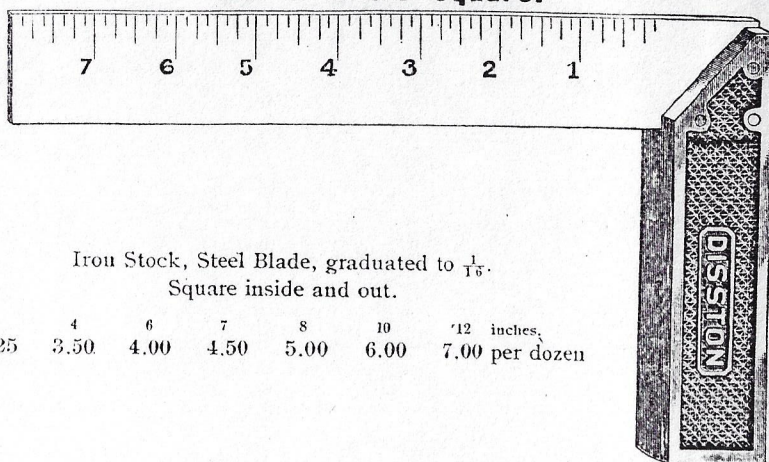 Square.
7 6 5 4 3 2 1
DISSTON
Iron Stock, Steel Blade, graduated to 1/16.
Square inside and out.
4 6 7 8 10 12 inches.
25 3.50 4.00 4.50 5.00 6.00 7.00 per dozen